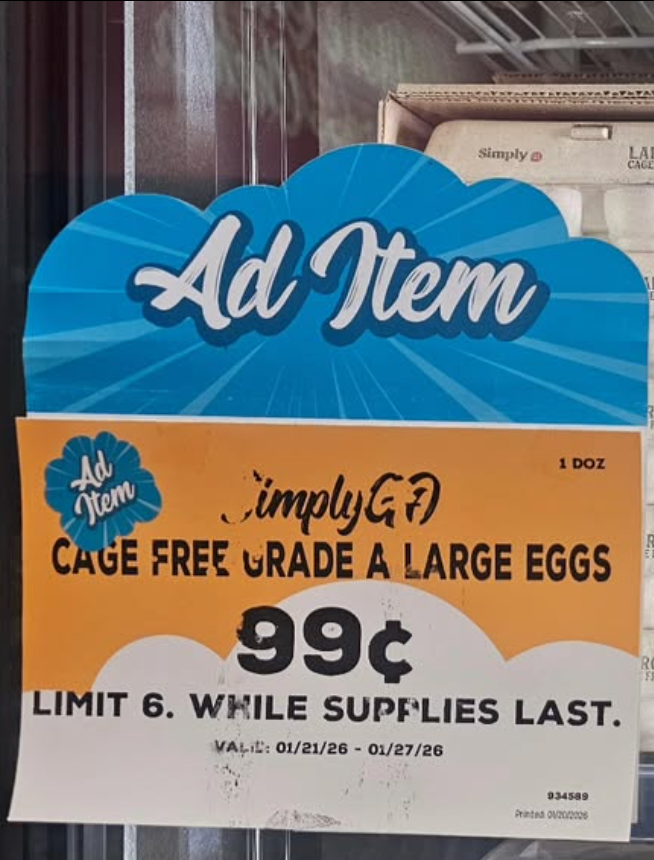 Simply
Ad Item
Ad
Item
1 DOZ
CAGE FREE GRADE A LARGE EGGS
99¢
LIMIT 6. WHILE SUPPLIES LAST.
VALID: 01/21/26 - 01/27/26
934589
Printed: 01/20/2026